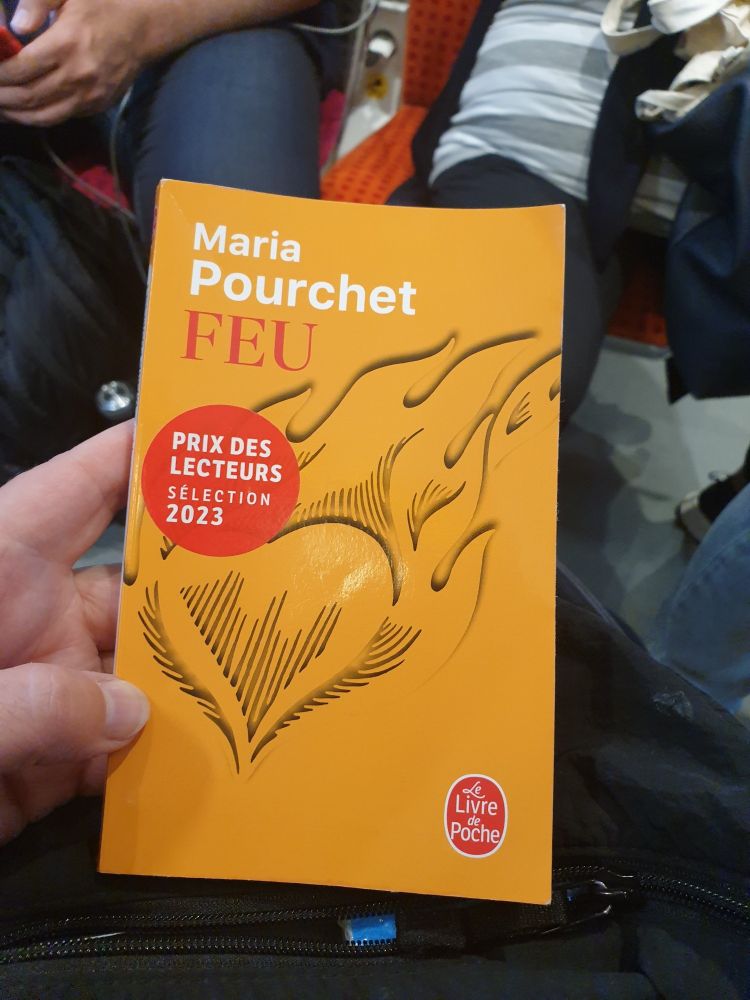 Maria
Pourchet
FEU
PRIX DES
LECTEURS
SÉLECTION
2023
Le
Livre
de
Poche